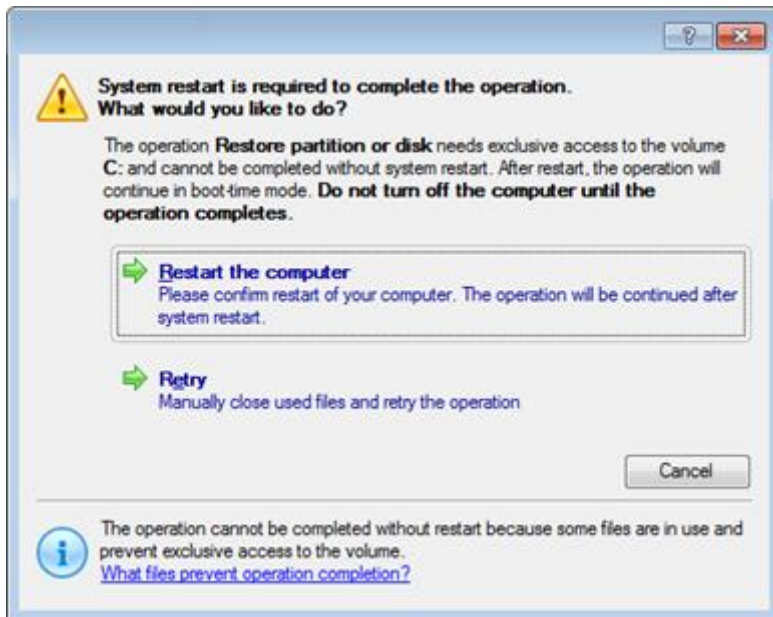 System restart is required to complete the operation.
What would you like to do?
The operation Restore partition or disk needs exclusive access to the volume
C: and cannot be completed without system restart. After restart, the operation will
continue in boot-time mode. Do not turn off the computer until the
operation completes.
Restart the computer
Please confirm restart of your computer. The operation will be continued after
system restart.
Retry
Manually close used files and retry the operation
Cancel
The operation cannot be completed without restart because some files are in use and
prevent exclusive access to the volume.
What files prevent operation completion?